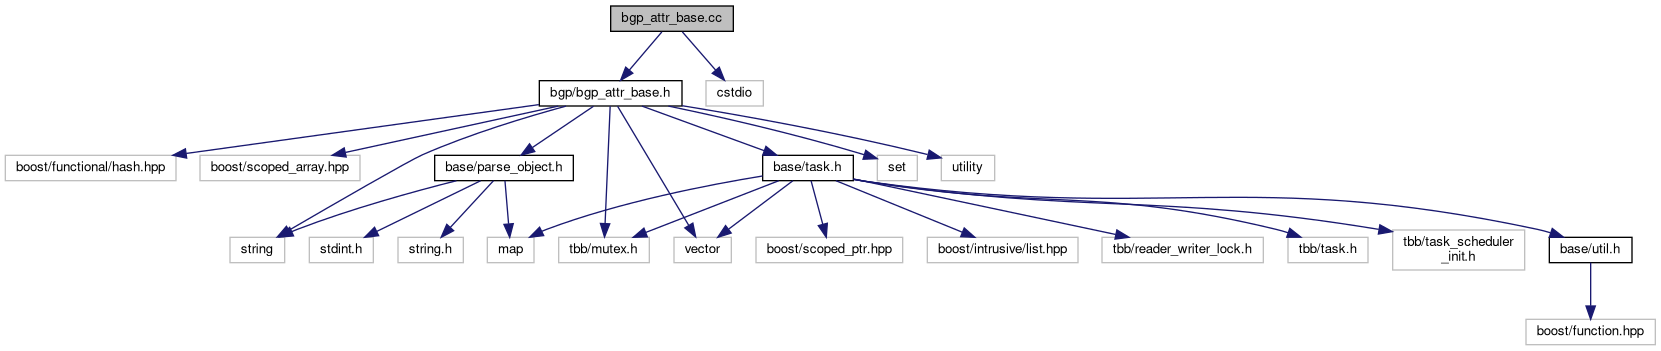 bgp_attr_base.cc
bgp/bgp_attr_base.h
cstdio
boost/functional/hash.hpp
boost/scoped_array.hpp
base/parse_object.h
base/task.h
set
utility
string
stdint.h
string.h
map
tbb/mutex.h
vector
boost/scoped_ptr.hpp
boost/intrusive/list.hpp
tbb/reader_writer_lock.h
tbb/task.h
tbb/task_scheduler
_init.h
base/util.h
boost/function.hpp